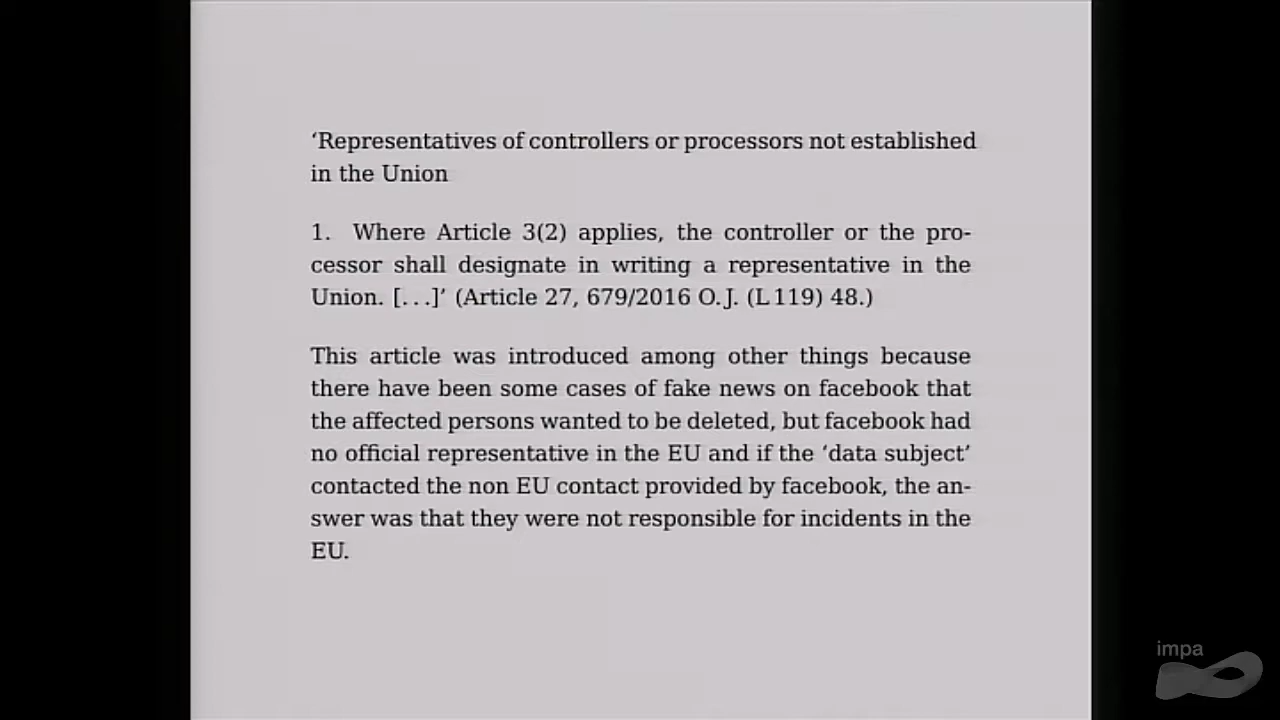 ‘Representatives of controllers or processors not established
in the Union
1. Where Article 3(2) applies, the controller or the pro-
cessor shall designate in writing a representative in the
Union. [...]’ (Article 27, 679/2016 O.J. (L 119) 48.)
This article was introduced among other things because
there have been some cases of fake news on facebook that
the affected persons wanted to be deleted, but facebook had
no official representative in the EU and if the ‘data subject’
contacted the non EU contact provided by facebook, the an-
swer was that they were not responsible for incidents in the
EU.
impa